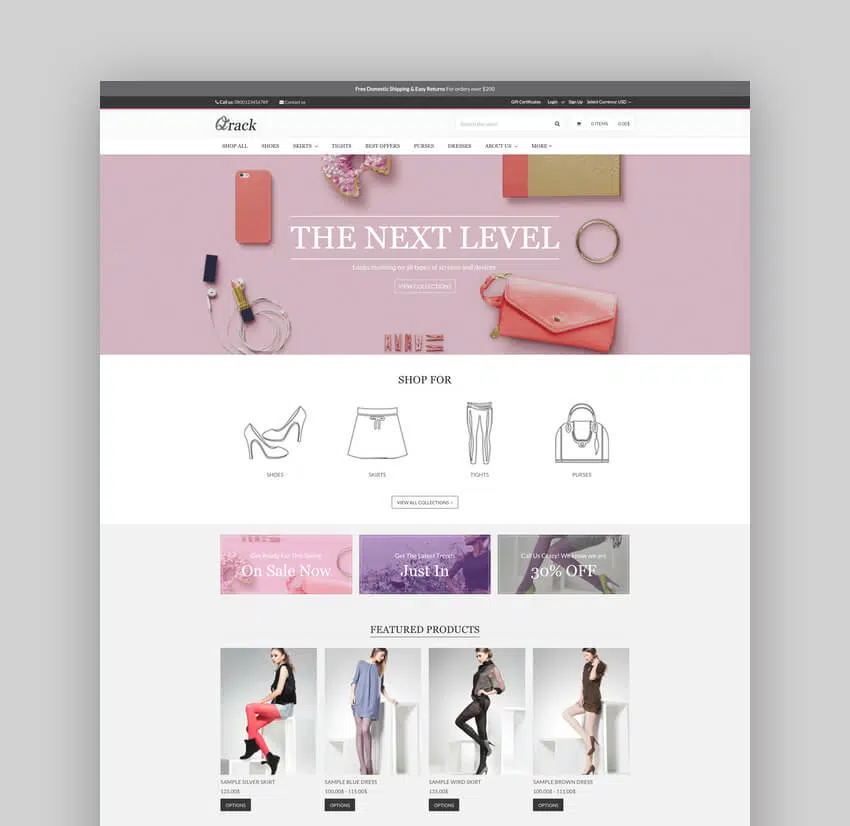 Free Domestic Shipping & Easy Returns For orders over $200
Call us: 0800123456789 Contact us Gift Certificates Login or Sign Up Select Currency: USD
Qrack
Search the store 0 ITEMS 0.00$
SHOP ALL SHOES SKIRTS TIGHTS BEST OFFERS PURSES DRESSES ABOUT US MORE
THE NEXT LEVEL
Looks stunning on all types of screens and devices
VIEW COLLECTIONS
SHOP FOR
SHOES SKIRTS TIGHTS PURSES
VIEW ALL COLLECTIONS >
Get Ready For This Spring Get The Latest Trends Call Us Crazy! We know we are
On Sale Now Just In 30% OFF
FEATURED PRODUCTS
SAMPLE SILVER SKIRT SAMPLE BLUE DRESS SAMPLE WIRD SKIRT SAMPLE BROWN DRESS
125.00$ 100.00$ - 115.00$ 125.00$ 100.00$ - 111.00$
OPTIONS OPTIONS OPTIONS OPTIONS